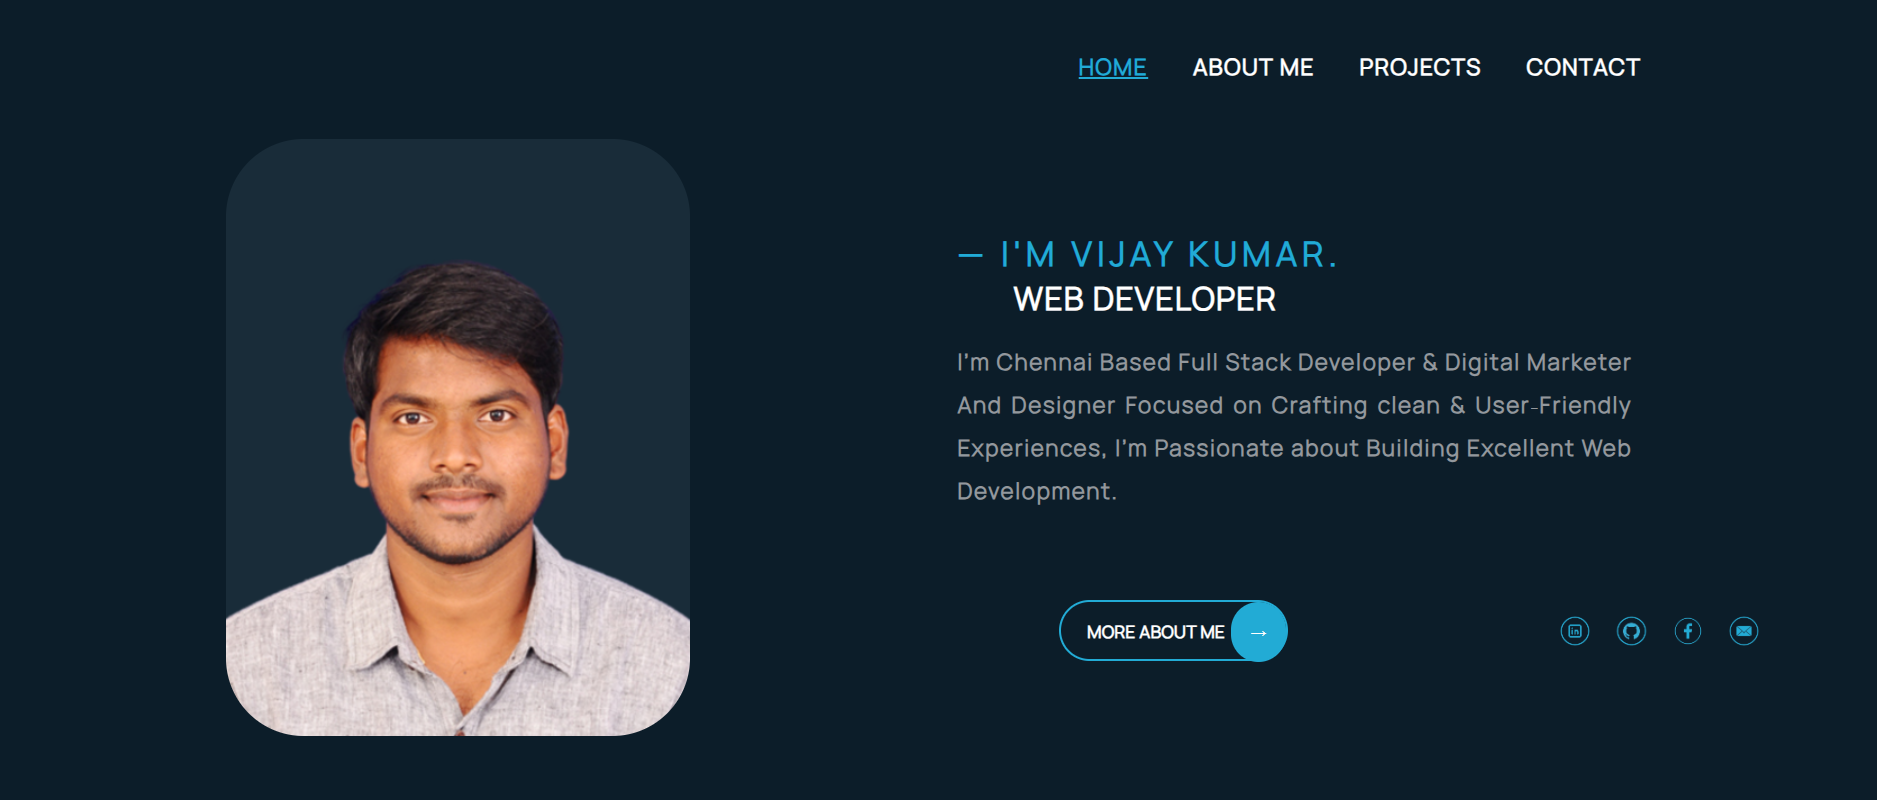 HOME ABOUT ME PROJECTS CONTACT
— I'M VIJAY KUMAR.
WEB DEVELOPER
I'm Chennai Based Full Stack Developer & Digital Marketer
And Designer Focused on Crafting clean & User-Friendly
Experiences, I'm Passionate about Building Excellent Web
Development.
MORE ABOUT ME →